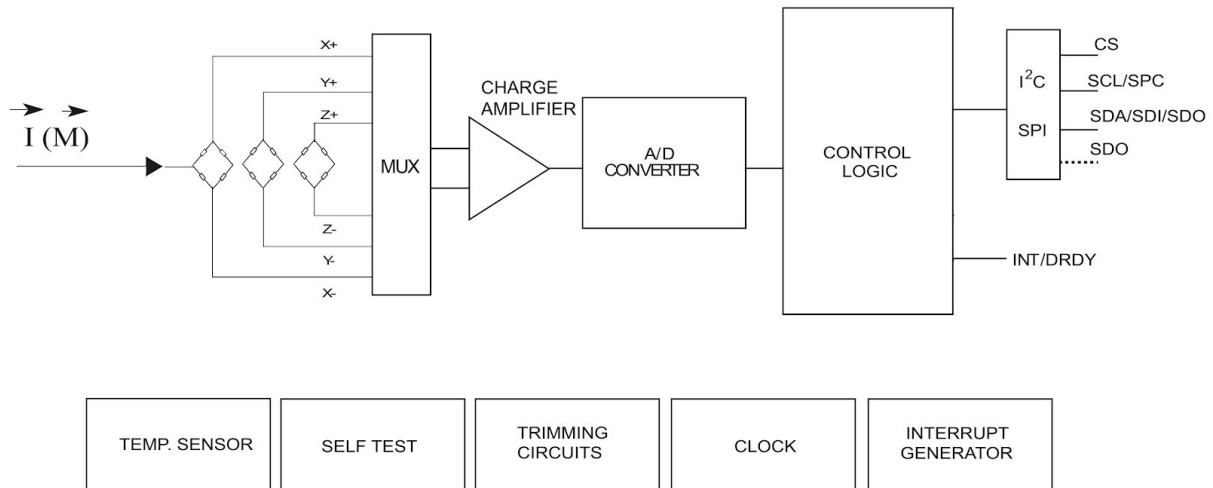 X+
Y+
Z+
I (M)
MUX
Z-
Y-
X-
CHARGE
AMPLIFIER
A/D
CONVERTER
CONTROL
LOGIC
I²C
SPI
CS
SCL/SPC
SDA/SDI/SDO
SDO
INT/DRDY
TEMP. SENSOR
SELF TEST
TRIMMING
CIRCUITS
CLOCK
INTERRUPT
GENERATOR